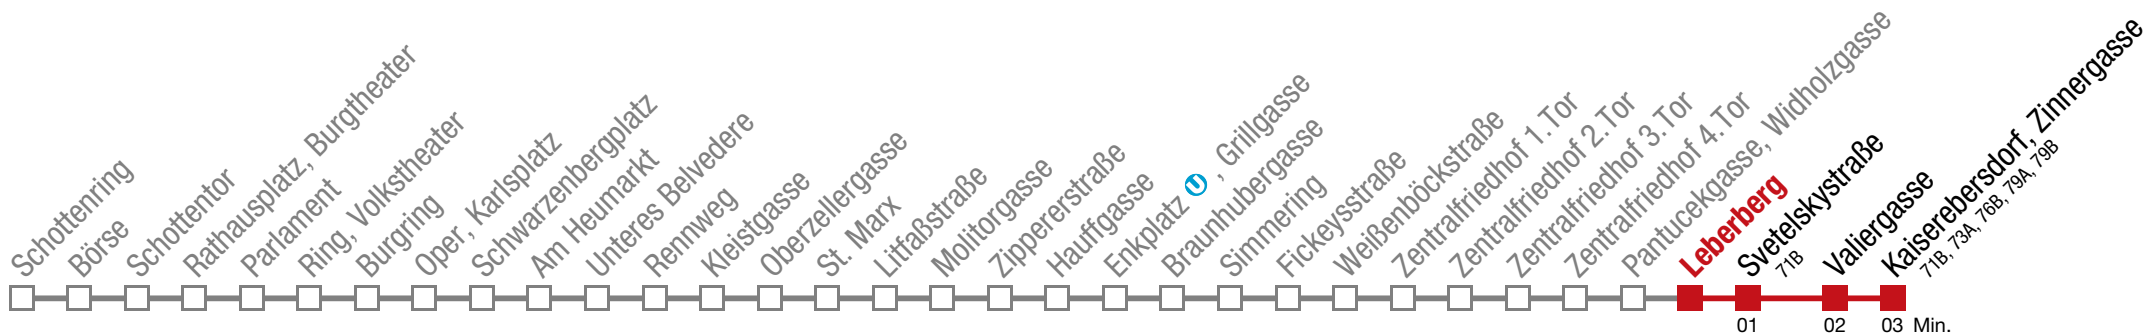 Schottenring
Börse
Schottentor
Rathausplatz, Burgtheater
Parlament
Ring, Volkstheater
Burgring
Oper, Karlsplatz
Schwarzenbergplatz
Am Heumarkt
Unteres Belvedere
Rennweg
Kleistgasse
Oberzellergasse
St. Marx
Litfaßstraße
Molitorgasse
Zippererstraße
Hauffgasse
Enkplatz U, Grillgasse
Braunhubergasse
Simmering
Fickeysstraße
Weißenböckstraße
Zentralfriedhof 1.Tor
Zentralfriedhof 2.Tor
Zentralfriedhof 3.Tor
Zentralfriedhof 4.Tor
Pantucekgasse, Widholzgasse
Leberberg
Svetelskystraße
71B
Valiergasse
Kaiserebersdorf, Zinnergasse
71B, 73A, 76B, 79A, 79B
01 02 03 Min.